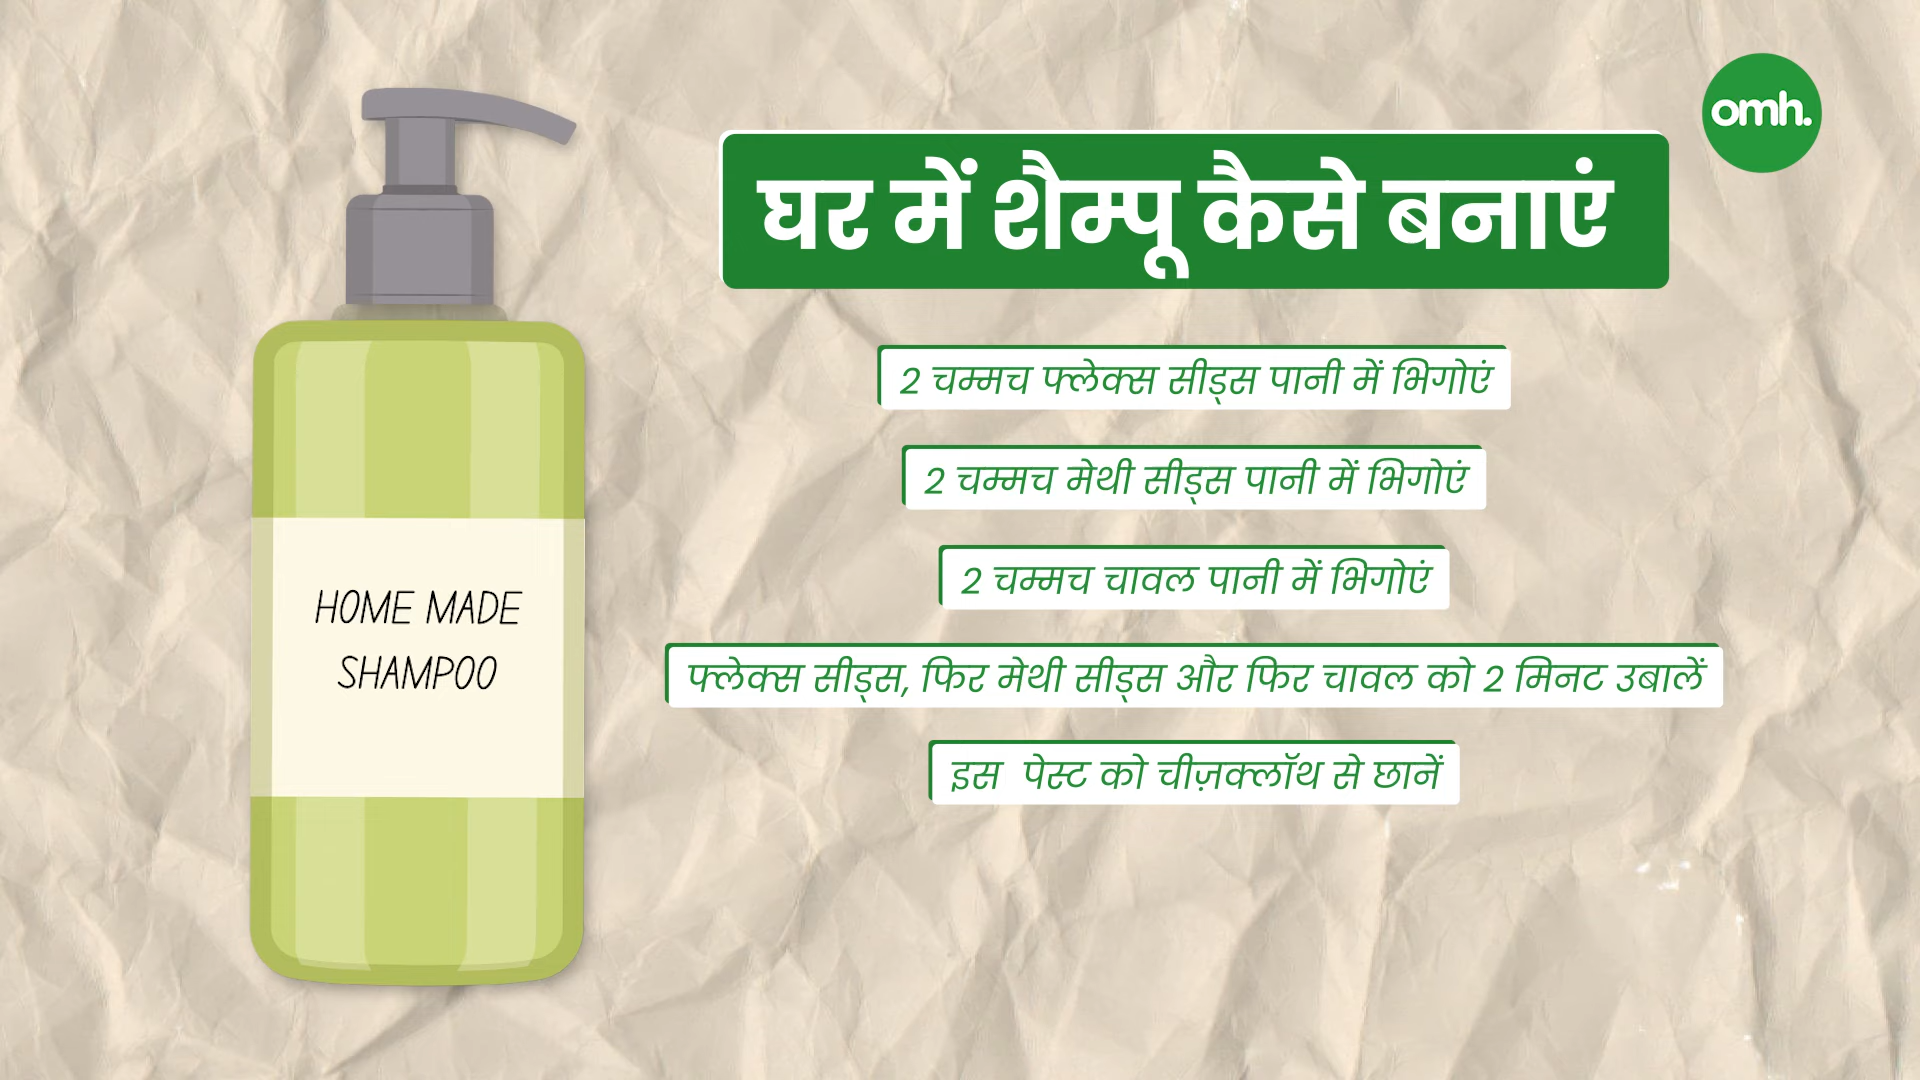 omh.
घर में शैम्पू कैसे बनाएं
2 चम्मच फ्लेक्स सीड्स पानी में भिगोएं
2 चम्मच मेथी सीड्स पानी में भिगोएं
2 चम्मच चावल पानी में भिगोएं
फ्लेक्स सीड्स, फिर मेथी सीड्स और फिर चावल को 2 मिनट उबालें
इस पेस्ट को चीज़क्लॉथ से छानें
HOME MADE
SHAMPOO